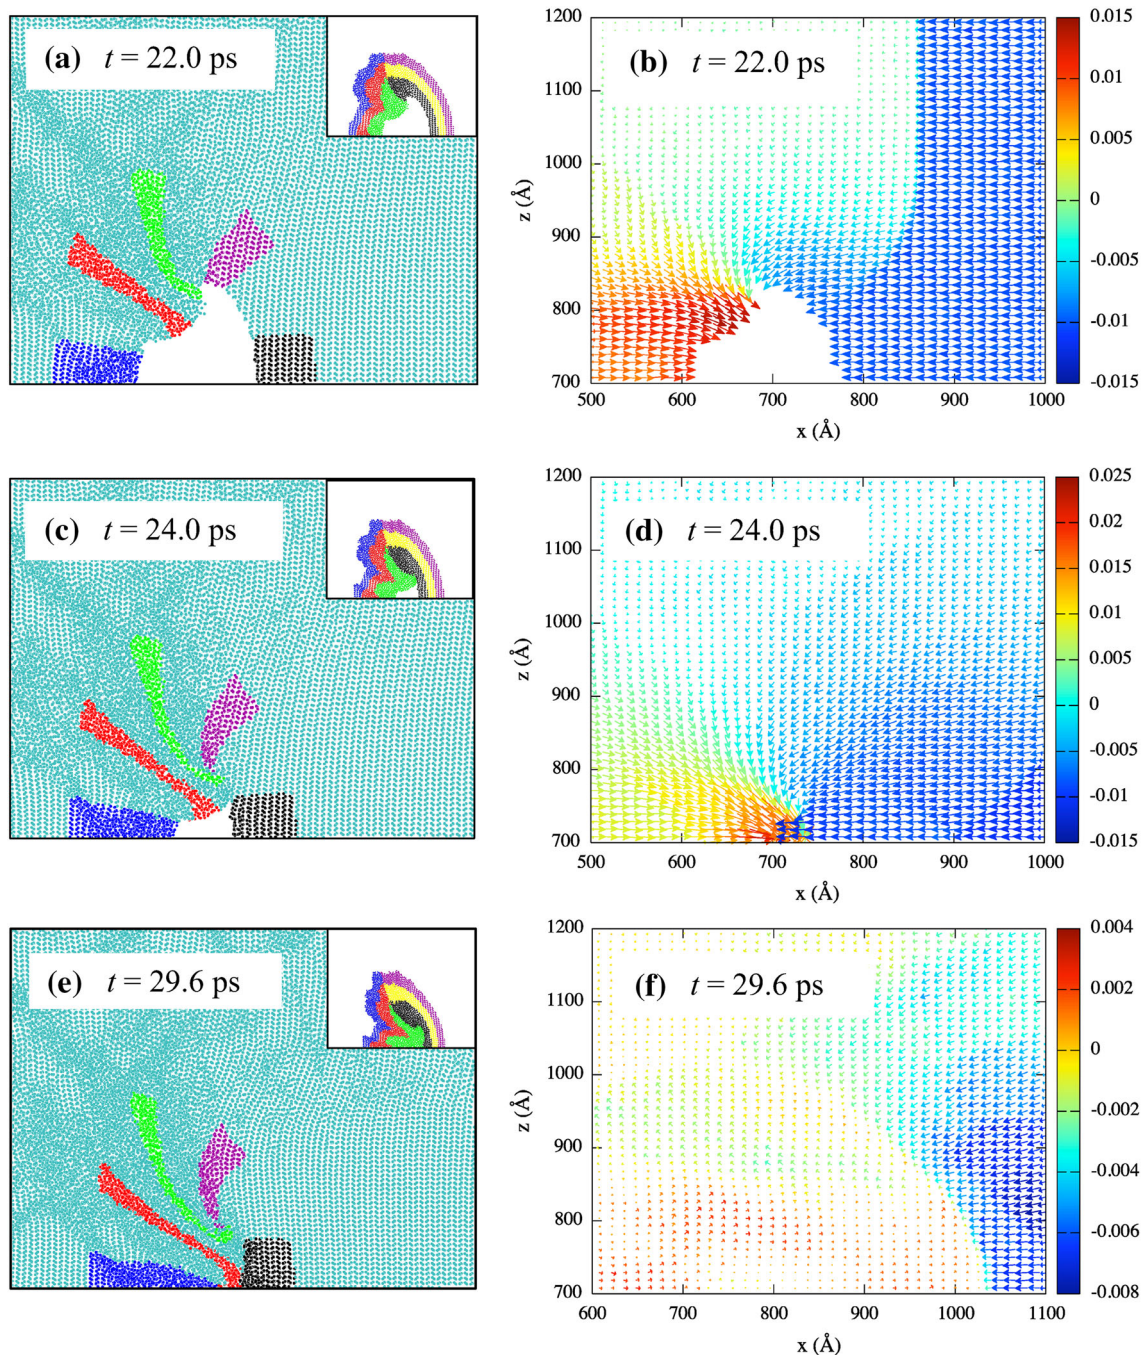 (a) t = 22.0 ps
(b) t = 22.0 ps
1200
1100
1000
900
800
700
z (Å)
500 600 700 800 900 1000
x (Å)
0.015
0.01
0.005
0
-0.005
-0.01
-0.015
(c) t = 24.0 ps
(d) t = 24.0 ps
1200
1100
1000
900
800
700
z (Å)
500 600 700 800 900 1000
x (Å)
0.025
0.02
0.015
0.01
0.005
0
-0.005
-0.01
-0.015
(e) t = 29.6 ps
(f) t = 29.6 ps
1200
1100
1000
900
800
700
z (Å)
600 700 800 900 1000 1100
x (Å)
0.004
0.002
0
-0.002
-0.004
-0.006
-0.008